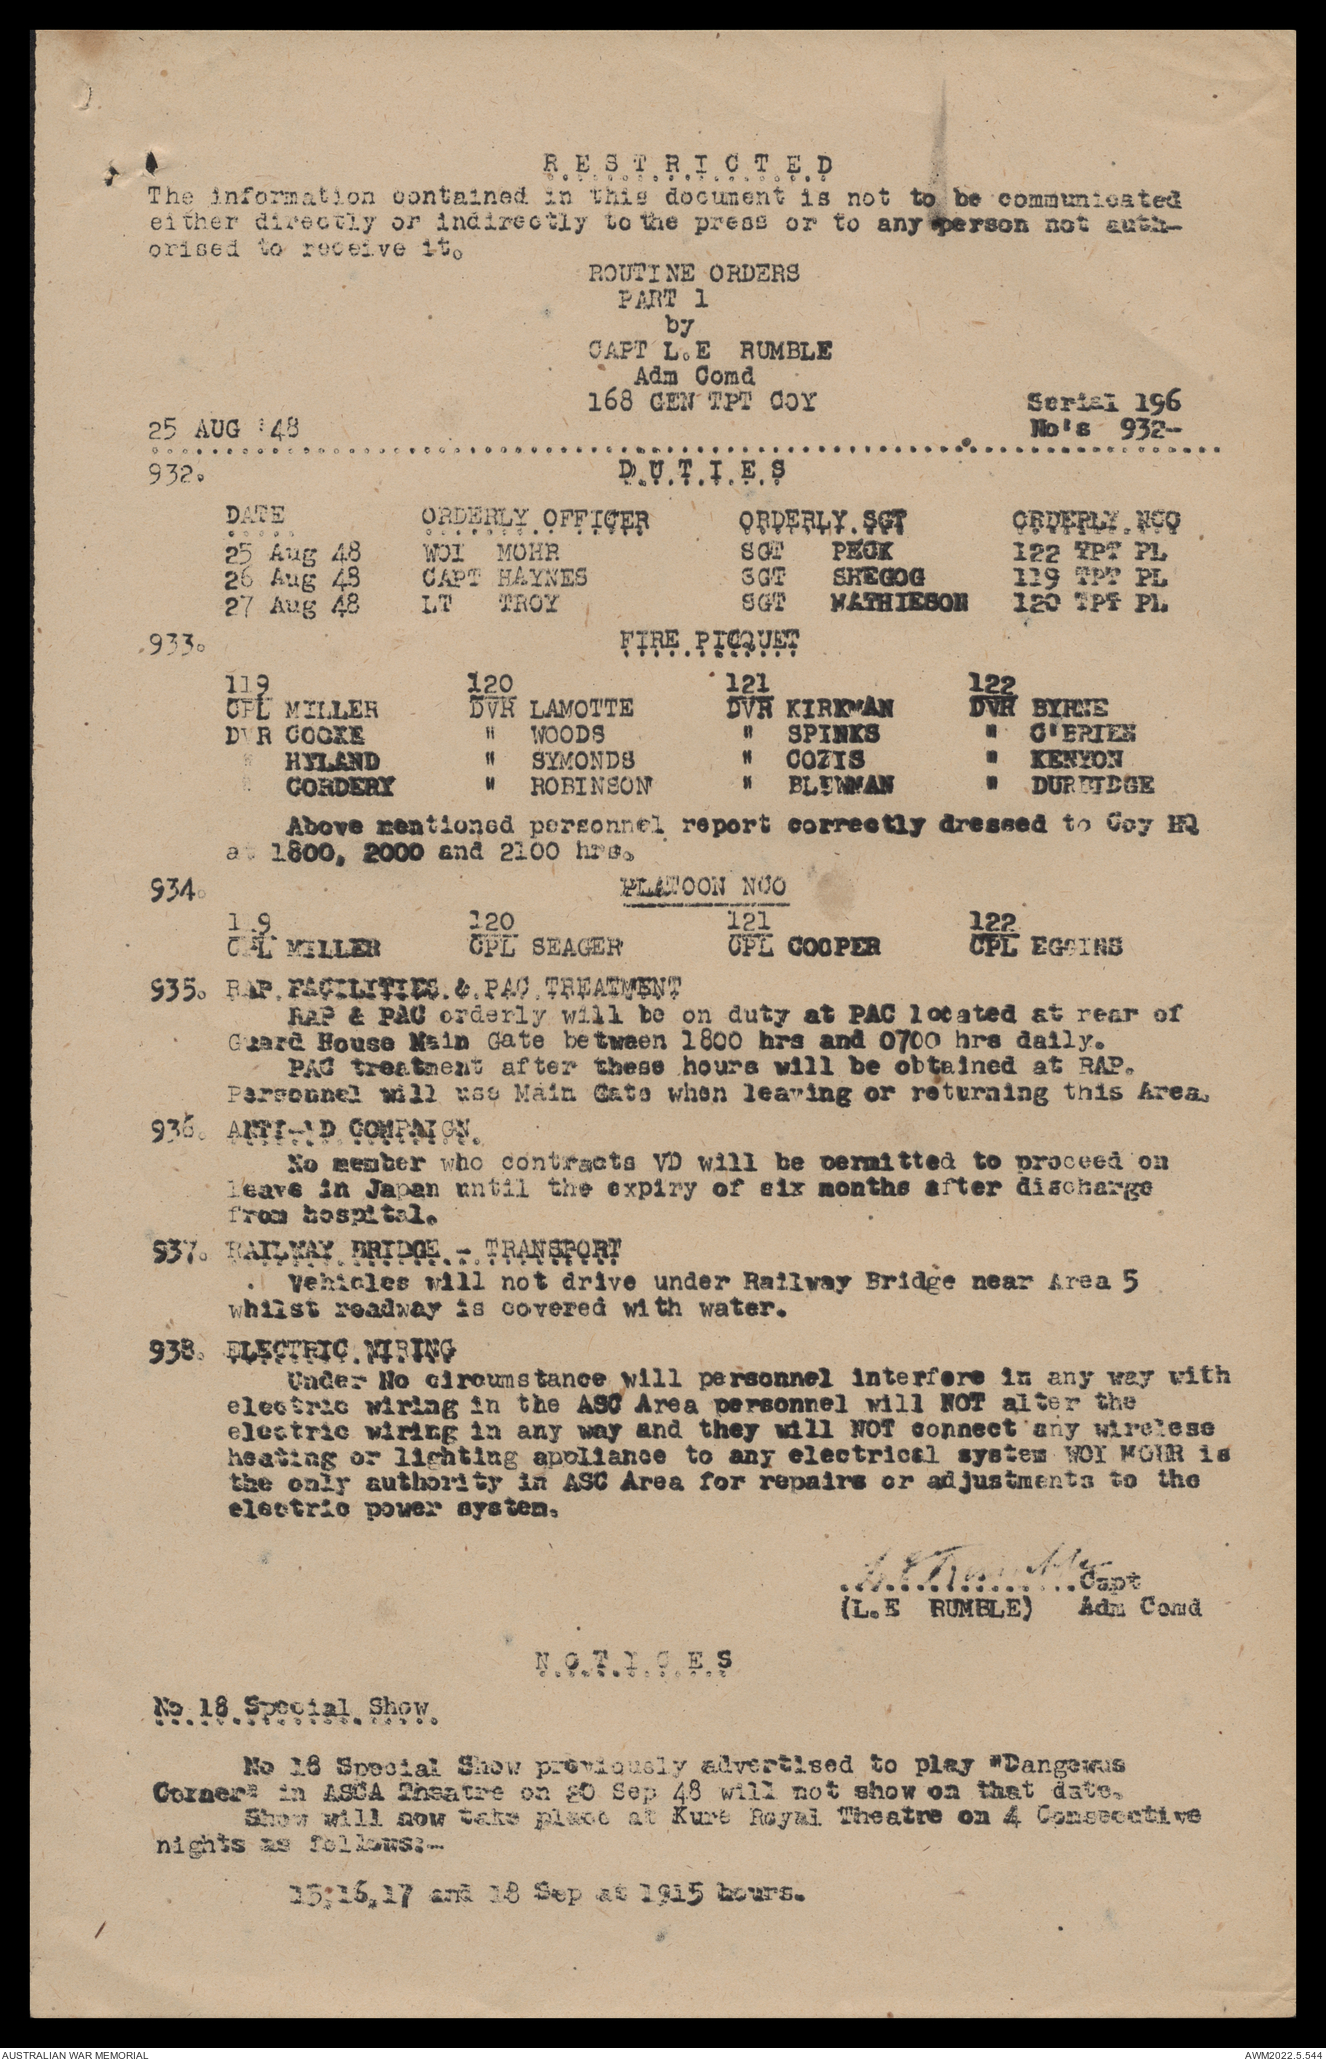 RESTRICTED
The information contained in this document is not to be communicated
either directly or indirectly to the press or to any person not auth-
orised to receive it.
ROUTINE ORDERS
PART 1
by
CAPT L.E RUMBLE
Adm Comd
168 GEN TPT COY
Serial 196
25 AUG '48
No's 932-
932. DUTIES
DATE ORDERLY OFFICER ORDERLY SGT ORDERLY NCO
25 Aug 48 WOI MOHR SGT PECK 122 TPT PL
26 Aug 48 CAPT HAYNES SGT SHEGOG 119 TPT PL
27 Aug 48 LT TROY SGT MATHIESON 120 TPT PL
933. FIRE PICQUET
119 120 121 122
CPL MILLER DVR LAMOTTE DVR KIRKMAN DVR BYRNE
DVR COOKE " WOODS " SPINKS " O'BRIEN
" HYLAND " SYMONDS " COZIS " KENYON
" CORDERY " ROBINSON " BLEWMAN " DURBIDGE
Above mentioned personnel report correctly dressed to Coy HQ
at 1800, 2000 and 2100 hrs.
934. PLATOON NCO
119 120 121 122
CPL MILLER CPL SEAGER CPL COOPER CPL EGGINS
935. RAP FACILITIES & PAC TREATMENT
RAP & PAC orderly will be on duty at PAC located at rear of
Guard House Main Gate between 1800 hrs and 0700 hrs daily.
PAC treatment after these hours will be obtained at RAP.
Personnel will use Main Gate when leaving or returning this Area.
936. ANTI-VD COMPAIGN.
No member who contracts VD will be permitted to proceed on
leave in Japan until the expiry of six months after discharge
from hospital.
937. RAILWAY BRIDGE - TRANSPORT
Vehicles will not drive under Railway Bridge near Area 5
whilst roadway is covered with water.
938. ELECTRIC WIRING
Under No circumstance will personnel interfere in any way with
electric wiring in the ASC Area personnel will NOT alter the
electric wiring in any way and they will NOT connect any wireless
heating or lighting appliance to any electrical system WOI MOHR is
the only authority in ASC Area for repairs or adjustments to the
electric power system.
L E Rumble
Capt
(L.E RUMBLE) Adm Comd
NOTICES
No 18 Special Show
No 18 Special Show previously advertised to play "Dangewus
Corner" in ASCA Theatre on 20 Sep 48 will not show on that date.
Show will now take place at Kure Royal Theatre on 4 Consecutive
nights as follows:-
15,16,17 and 18 Sep at 1915 hours.
AUSTRALIAN WAR MEMORIAL
AWM2022.5.544